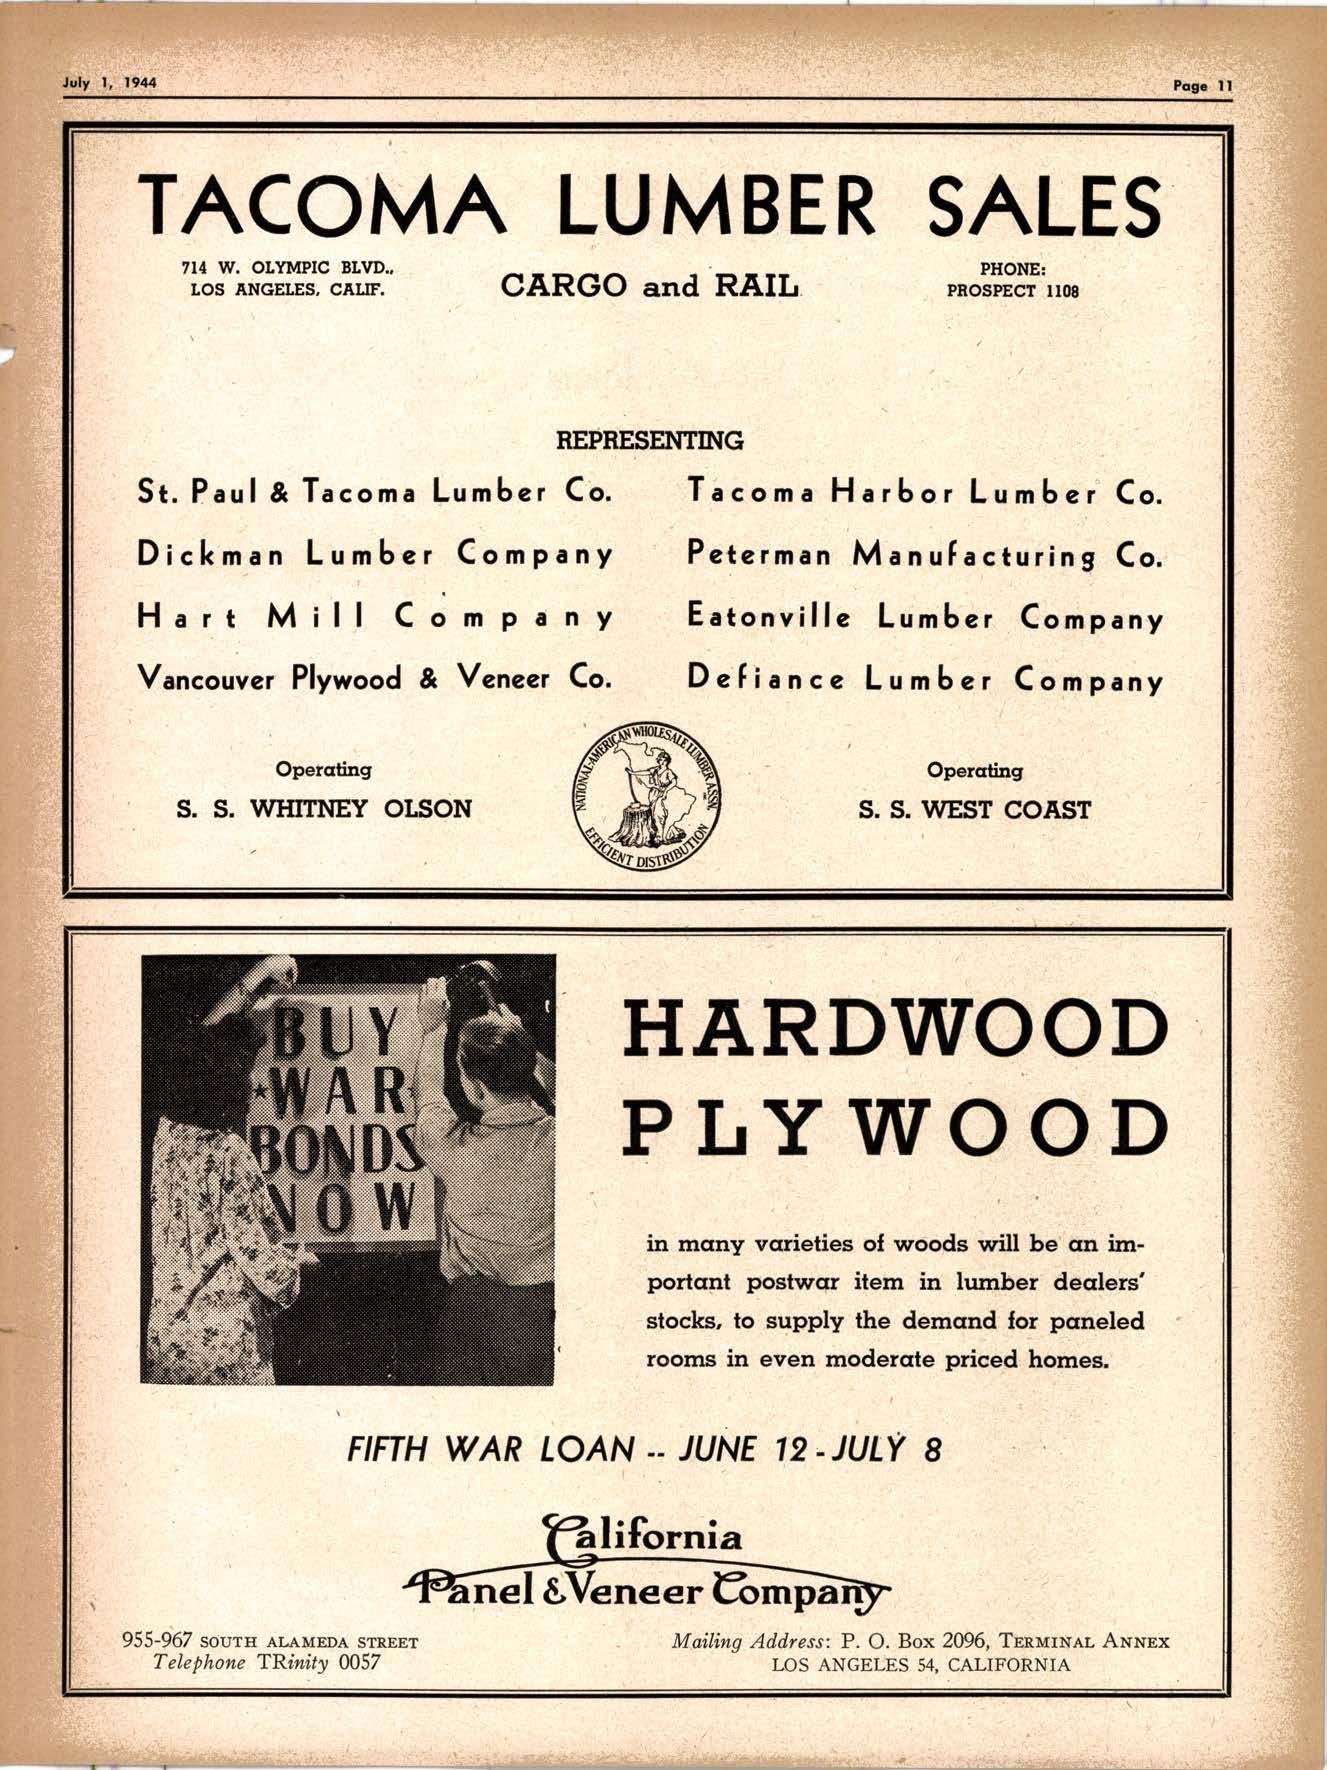 July 1, 1944
Page 11
TACOMA LUMBER SALES
714 W. OLYMPIC BLVD.,
LOS ANGELES, CALIF.
CARGO and RAIL
PHONE:
PROSPECT 1108
REPRESENTING
St. Paul & Tacoma Lumber Co.
Tacoma Harbor Lumber Co.
Dickman Lumber Company
Peterman Manufacturing Co.
Hart Mill Company
Eatonville Lumber Company
Vancouver Plywood & Veneer Co.
Defiance Lumber Company
Operating
S. S. WHITNEY OLSON
NATIONAL-AMERICAN WHOLESALE LUMBER ASSN.
EFFICIENT DISTRIBUTION
Operating
S. S. WEST COAST
BUY
WAR
BONDS
NOW
HARDWOOD
PLYWOOD
in many varieties of woods will be an im-
portant postwar item in lumber dealers'
stocks, to supply the demand for paneled
rooms in even moderate priced homes.
FIFTH WAR LOAN -- JUNE 12 - JULY 8
California
Panel & Veneer Company
955-967 SOUTH ALAMEDA STREET
Telephone TRinity 0057
Mailing Address: P. O. Box 2096, TERMINAL ANNEX
LOS ANGELES 54, CALIFORNIA